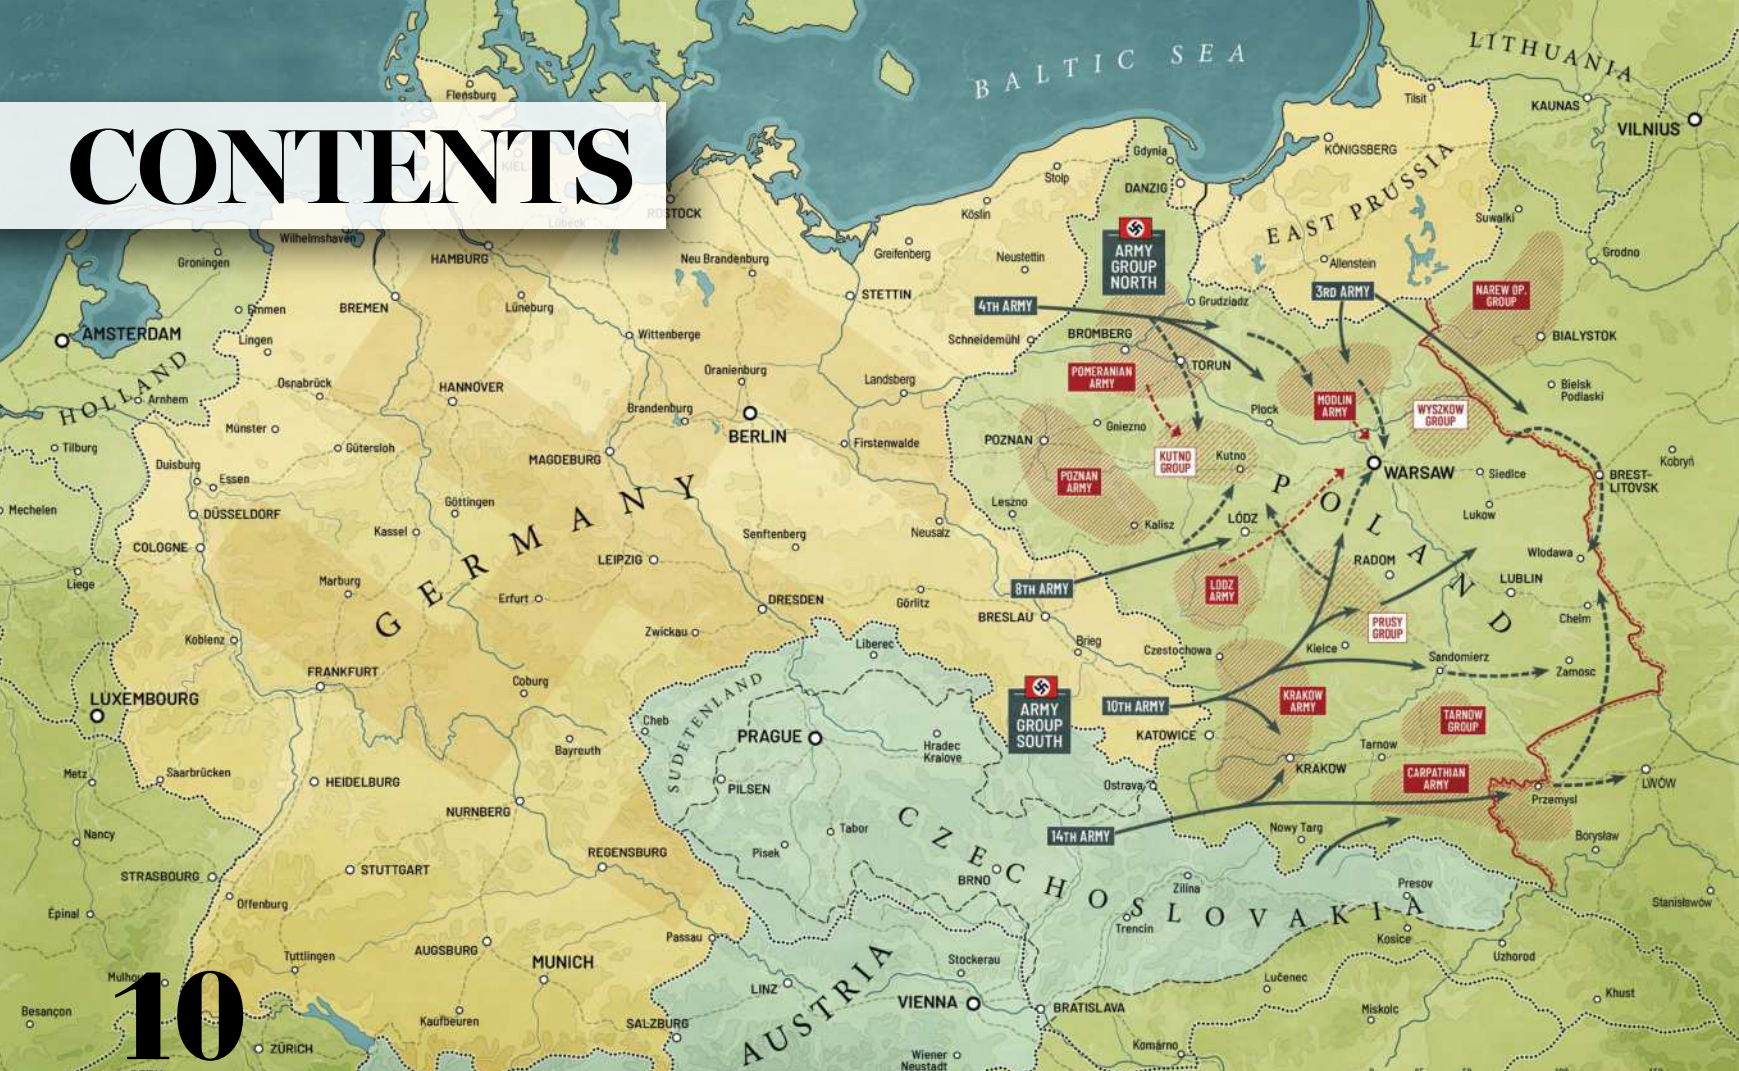 CONTENTS
BALTIC SEA
LITHUANIA
Flensburg
KIEL
Lübeck
ROSTOCK
Wilhelmshaven
Groningen
HAMBURG
Neu Brandenburg
Greifenberg
Köslin
Stolp
Neustettin
Gdynia
DANZIG
Tilsit
KÖNIGSBERG
EAST PRUSSIA
KAUNAS
VILNIUS
Suwalki
Grodno
Allenstein
ARMY
GROUP
NORTH
3RD ARMY
4TH ARMY
Grudziadz
NAREW OP.
GROUP
BIALYSTOK
Emmen
BREMEN
Lüneburg
STETTIN
AMSTERDAM
HOLLAND
Lingen
Wittenberge
Schneidemühl
BROMBERG
TORUN
POMERANIAN
ARMY
Osnabrück
HANNOVER
Oranienburg
Landsberg
Arnhem
Brandenburg
BERLIN
Firstenwalde
MODLIN
ARMY
WYSZKOW
GROUP
Bielsk
Podlaski
Plock
Gniezno
POZNAN
KUTNO
GROUP
Kutno
POZNAN
ARMY
WARSAW
Siedlce
Lukow
BREST-
LITOVSK
Kobryń
Tilburg
Münster
Gütersloh
MAGDEBURG
Duisburg
Essen
DÜSSELDORF
Mechelen
Göttingen
GERMANY
Kassel
COLOGNE
Liege
Senftenberg
Neusalz
Leszno
Kalisz
LÓDZ
POLAND
RADOM
Wlodawa
LUBLIN
Chelm
LEIPZIG
Marburg
Erfurt
DRESDEN
Görlitz
8TH ARMY
LODZ
ARMY
BRESLAU
Brieg
PRUSY
GROUP
Koblenz
Zwickau
Liberec
Czestochowa
Kielce
Sandomierz
Zamosc
FRANKFURT
Coburg
LUXEMBOURG
SUDETENLAND
Cheb
PRAGUE
Hradec
Kralove
ARMY
GROUP
SOUTH
10TH ARMY
KRAKOW
ARMY
TARNOW
GROUP
KATOWICE
Bayreuth
Metz
Saarbrücken
HEIDELBURG
PILSEN
Ostrava
KRAKOW
Tarnow
CARPATHIAN
ARMY
Przemysl
LWÓW
NURNBERG
CZECHOSLOVAKIA
Nancy
Tabor
Pisek
14TH ARMY
Nowy Targ
Borysław
STRASBOURG
STUTTGART
REGENSBURG
BRNO
Zilina
Presov
Stanisławów
Épinal
Offenburg
Trencin
Kosice
Uzhorod
Passau
AUGSBURG
MUNICH
Tuttlingen
AUSTRIA
Stockerau
LINZ
VIENNA
Lučenec
Khust
Besançon
10
Kaufbeuren
SALZBURG
BRATISLAVA
Miskolc
ZÜRICH
Wiener
Neustadt
Komárno